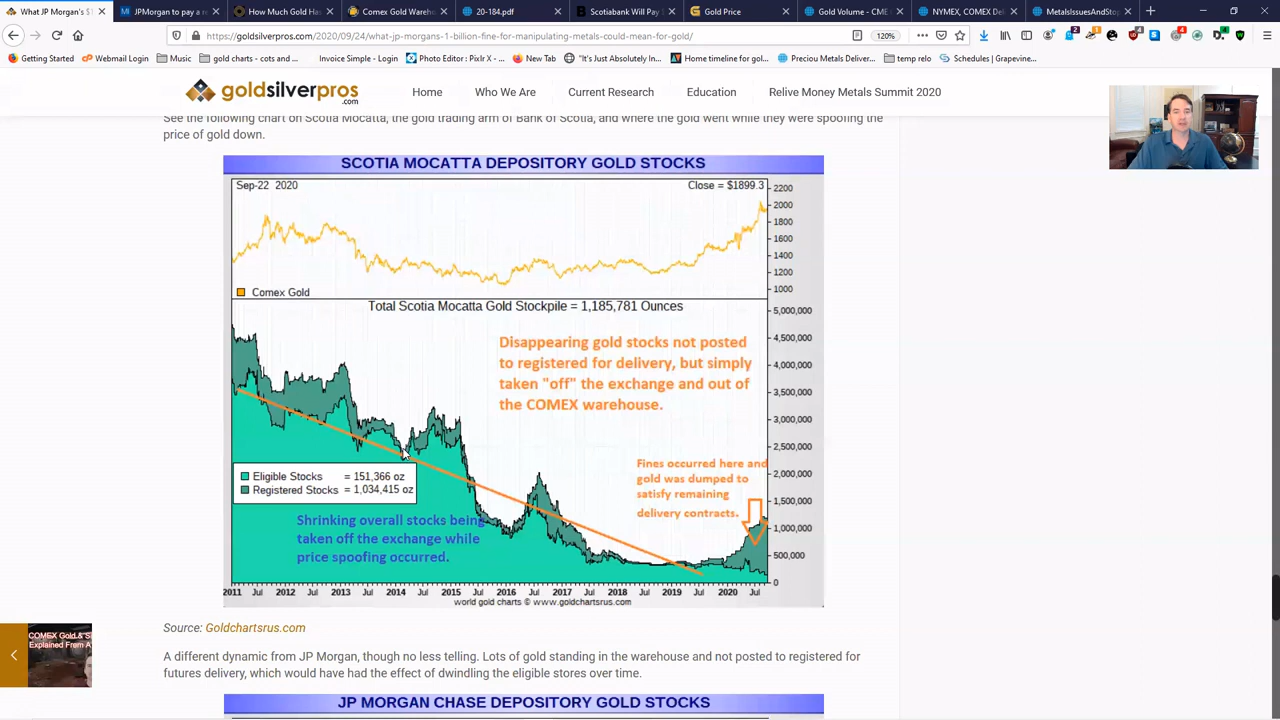 What JP Morgan's $
JPMorgan to pay a r
How Much Gold Ha
Comex Gold Wareh
20-184.pdf
Scotiabank Will Pay
Gold Price
Gold Volume - CME
NYMEX, COMEX De
MetalsIssuesAndStop
https://goldsilverpros.com/2020/09/24/what-jp-morgans-1-billion-fine-for-manipulating-metals-could-mean-for-gold/
120%
Getting Started
Webmail Login
Music
gold charts - cots and
Invoice Simple - Login
Photo Editor : Pixlr X -
New Tab
"It's Just Absolutely In
Home timeline for gol
Preciou Metals Deliver
temp relo
Schedules | Grapevine
goldsilverpros
.com
Home
Who We Are
Current Research
Education
Relive Money Metals Summit 2020
See the following chart on Scotia Mocatta, the gold trading arm of Bank of Scotia, and where the gold went while they were spoofing the
price of gold down.
SCOTIA MOCATTA DEPOSITORY GOLD STOCKS
Sep-22 2020
Close = $1899.3
2200
2000
1800
1600
1400
1200
1000
Comex Gold
Total Scotia Mocatta Gold Stockpile = 1,185,781 Ounces
5,000,000
4,500,000
4,000,000
3,500,000
3,000,000
2,500,000
2,000,000
1,500,000
1,000,000
500,000
0
Disappearing gold stocks not posted
to registered for delivery, but simply
taken "off" the exchange and out of
the COMEX warehouse.
Fines occurred here and
gold was dumped to
satisfy remaining
delivery contracts.
Eligible Stocks = 151,366 oz
Registered Stocks = 1,034,415 oz
Shrinking overall stocks being
taken off the exchange while
price spoofing occurred.
2011 Jul 2012 Jul 2013 Jul 2014 Jul 2015 Jul 2016 Jul 2017 Jul 2018 Jul 2019 Jul 2020 Jul
world gold charts © www.goldchartsrus.com
Source: Goldchartsrus.com
COMEX Gold & Si
Explained From A
A different dynamic from JP Morgan, though no less telling. Lots of gold standing in the warehouse and not posted to registered for
futures delivery, which would have had the effect of dwindling the eligible stores over time.
JP MORGAN CHASE DEPOSITORY GOLD STOCKS